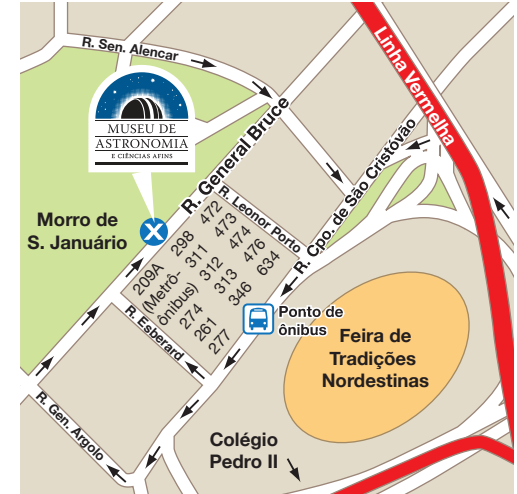 R. Sen. Alencar
Linha Vermelha
MUSEU DE
ASTRONOMIA
E CIÊNCIAS AFINS
R. General Bruce
R. Cpo. de São Cristóvão
R. Leonor Porto
Morro de
S. Januário
209A 298 472
(Metrô- 311 473
ônibus) 312 474
274 313 476
261 346 634
277
R. Esberard
Ponto de
ônibus
Feira de
Tradições
Nordestinas
R. Gen. Argolo
Colégio
Pedro II